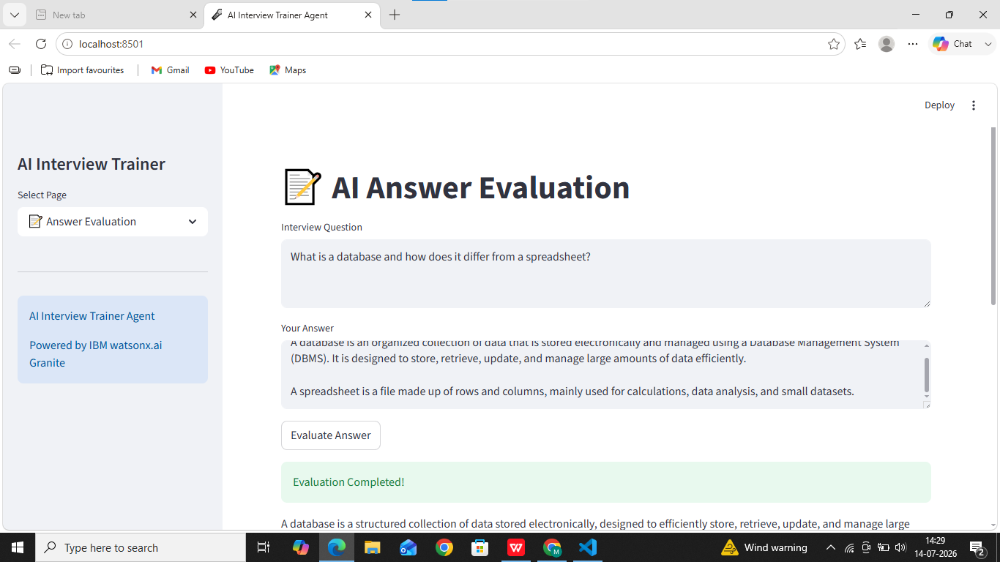 New tab
AI Interview Trainer Agent
localhost:8501
Chat
Import favourites
Gmail
YouTube
Maps
Deploy
AI Interview Trainer
Select Page
Answer Evaluation
AI Interview Trainer Agent
Powered by IBM watsonx.ai
Granite
AI Answer Evaluation
Interview Question
What is a database and how does it differ from a spreadsheet?
Your Answer
A database is an organized collection of data that is stored electronically and managed using a Database Management System
(DBMS). It is designed to store, retrieve, update, and manage large amounts of data efficiently.
A spreadsheet is a file made up of rows and columns, mainly used for calculations, data analysis, and small datasets.
Evaluate Answer
Evaluation Completed!
A database is a structured collection of data stored electronically, designed to efficiently store, retrieve, update, and manage large
Type here to search
W
M
Wind warning
14:29
14-07-2026
2